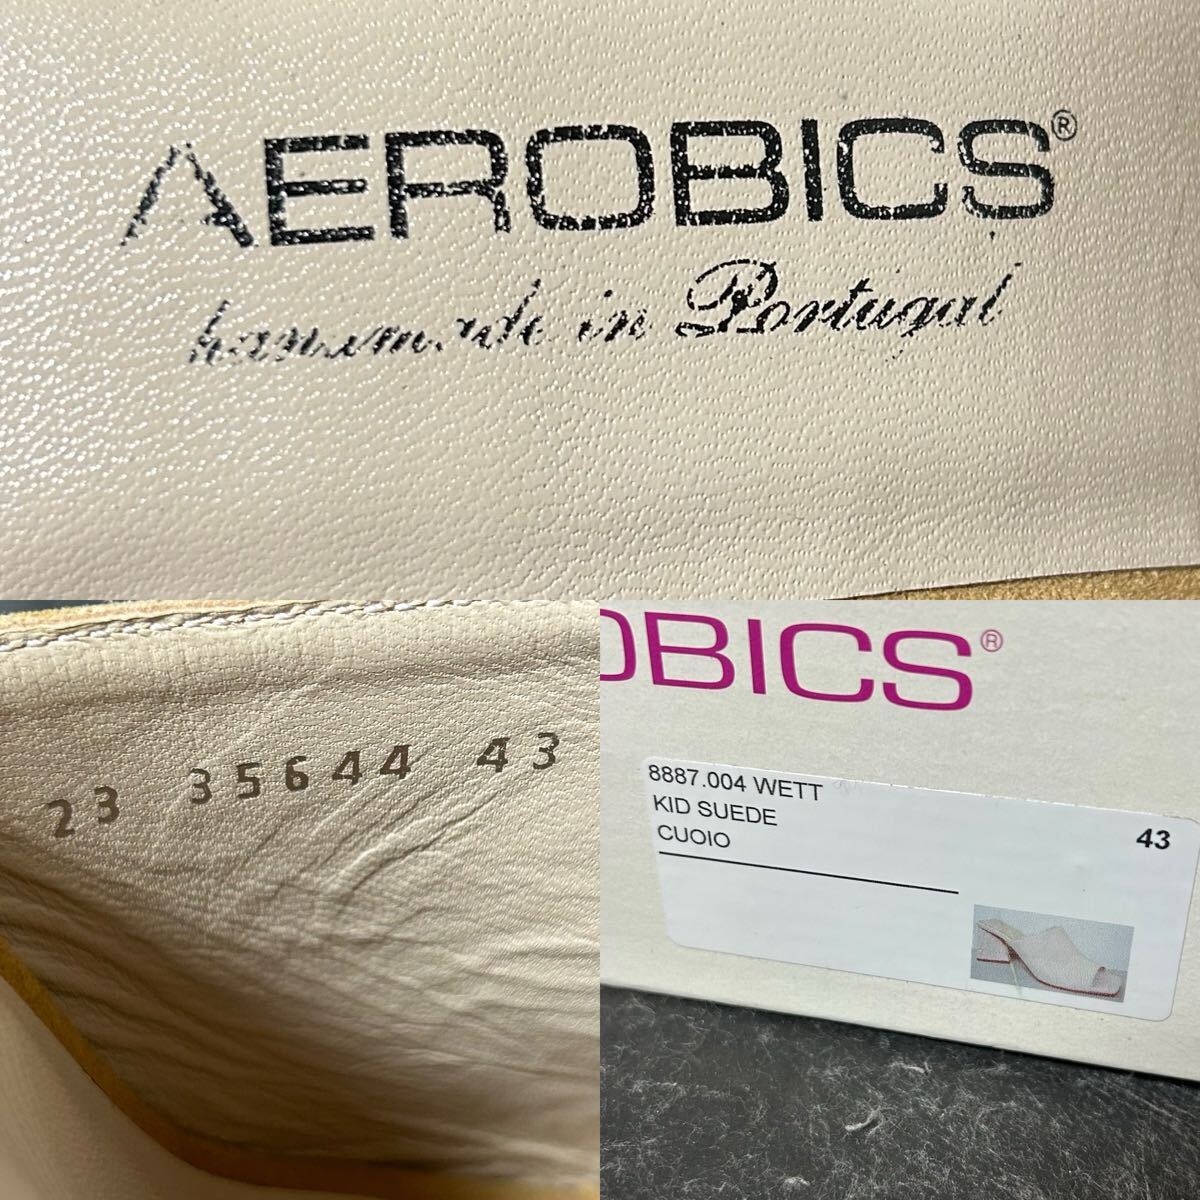 AEROBICS®
handmade in Portugal
23 35644 43
OBICS®
8887.004 WETT
KID SUEDE
CUOIO
43